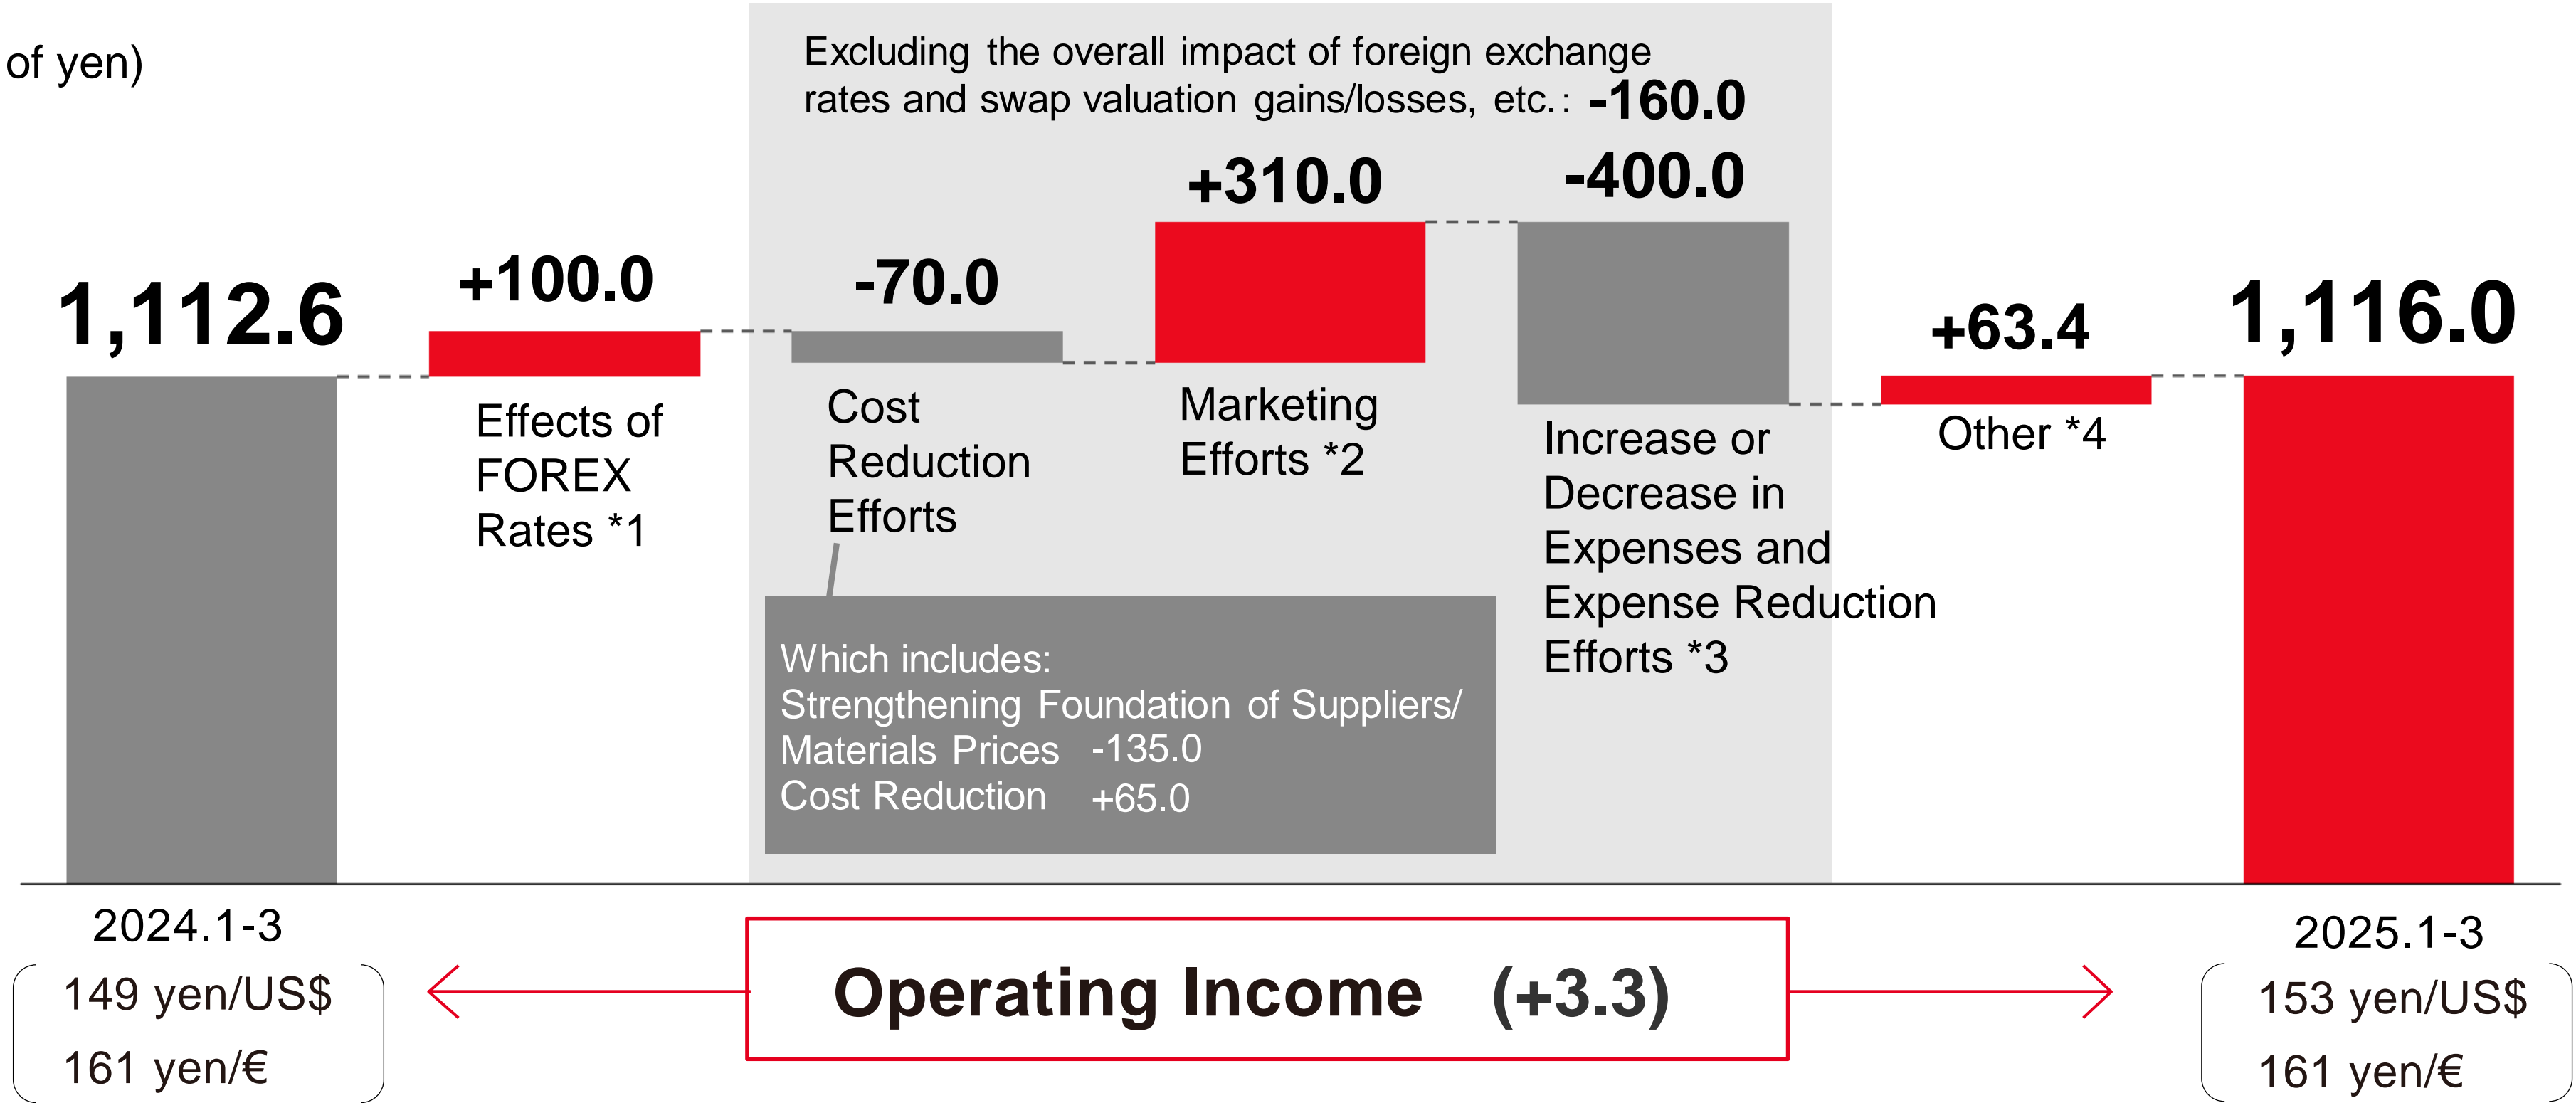 of yen)
Excluding the overall impact of foreign exchange
rates and swap valuation gains/losses, etc.: -160.0
1,112.6
+100.0
Effects of
FOREX
Rates *1
-70.0
Cost
Reduction
Efforts
+310.0
Marketing
Efforts *2
-400.0
Increase or
Decrease in
Expenses and
Expense Reduction
Efforts *3
+63.4
Other *4
1,116.0
Which includes:
Strengthening Foundation of Suppliers/
Materials Prices -135.0
Cost Reduction +65.0
2024.1-3
149 yen/US$
161 yen/€
Operating Income (+3.3)
2025.1-3
153 yen/US$
161 yen/€